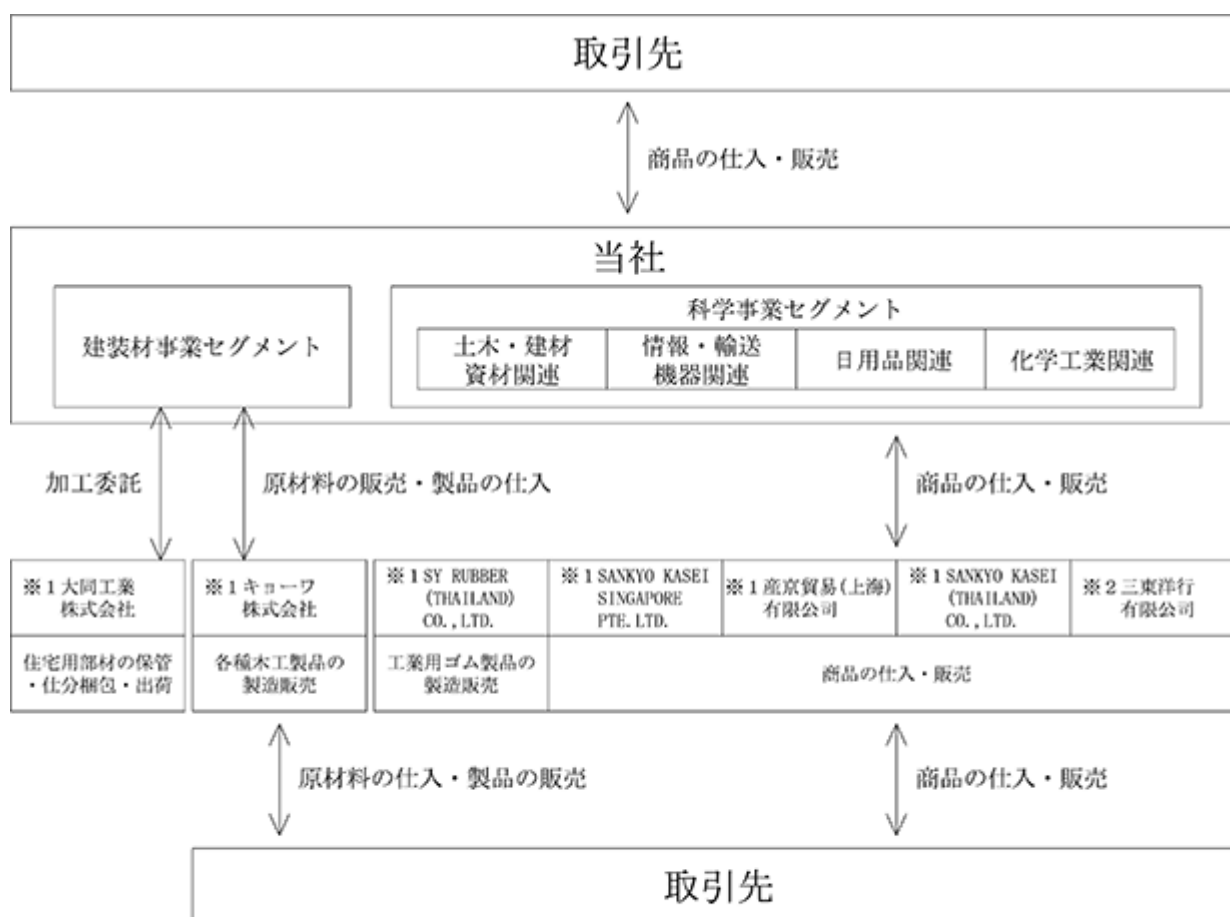 取引先
商品の仕入・販売
当社
建装材事業セグメント
科学事業セグメント
土木・建材
資材関連
情報・輸送
機器関連
日用品関連
化学工業関連
加工委託
原材料の販売・製品の仕入
商品の仕入・販売
※1大同工業
株式会社
※1キョーワ
株式会社
※1SY RUBBER
(THAILAND)
CO.,LTD.
※1SANKYO KASEI
SINGAPORE
PTE.LTD.
※1産京貿易(上海)
有限公司
※1SANKYO KASEI
(THAILAND)
CO.,LTD.
※2三東洋行
有限公司
住宅用部材の保管
・仕分梱包・出荷
各種木工製品の
製造販売
工業用ゴム製品の
製造販売
商品の仕入・販売
原材料の仕入・製品の販売
商品の仕入・販売
取引先